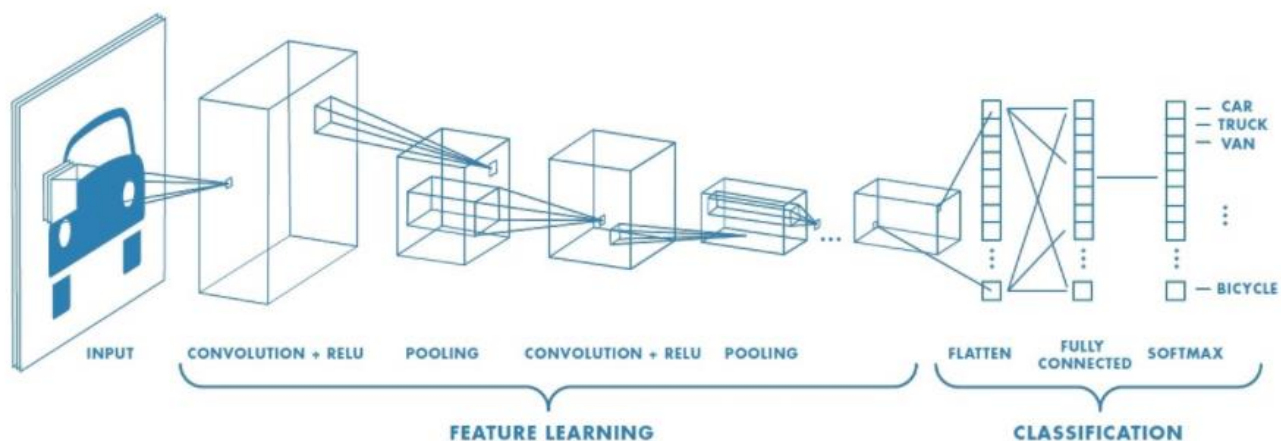 CAR
TRUCK
VAN
BICYCLE
INPUT
CONVOLUTION + RELU
POOLING
CONVOLUTION + RELU
POOLING
FLATTEN
FULLY
CONNECTED
SOFTMAX
FEATURE LEARNING
CLASSIFICATION